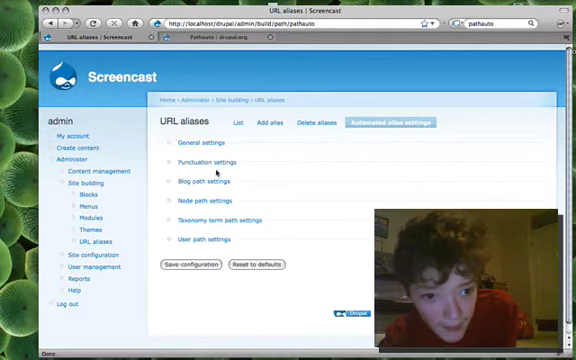 URL aliases | Screencast
http://localhost/drupal/admin/build/path/pathauto
pathauto
URL aliases | Screencast
Pathauto | drupal.org
Screencast
Home › Administer › Site building › URL aliases
admin
My account
Create content
Administer
Content management
Site building
Blocks
Menus
Modules
Themes
URL aliases
Site configuration
User management
Reports
Help
Log out
URL aliases
List
Add alias
Delete aliases
Automated alias settings
General settings
Punctuation settings
Blog path settings
Node path settings
Taxonomy term path settings
User path settings
Save configuration
Reset to defaults
Drupal
Done